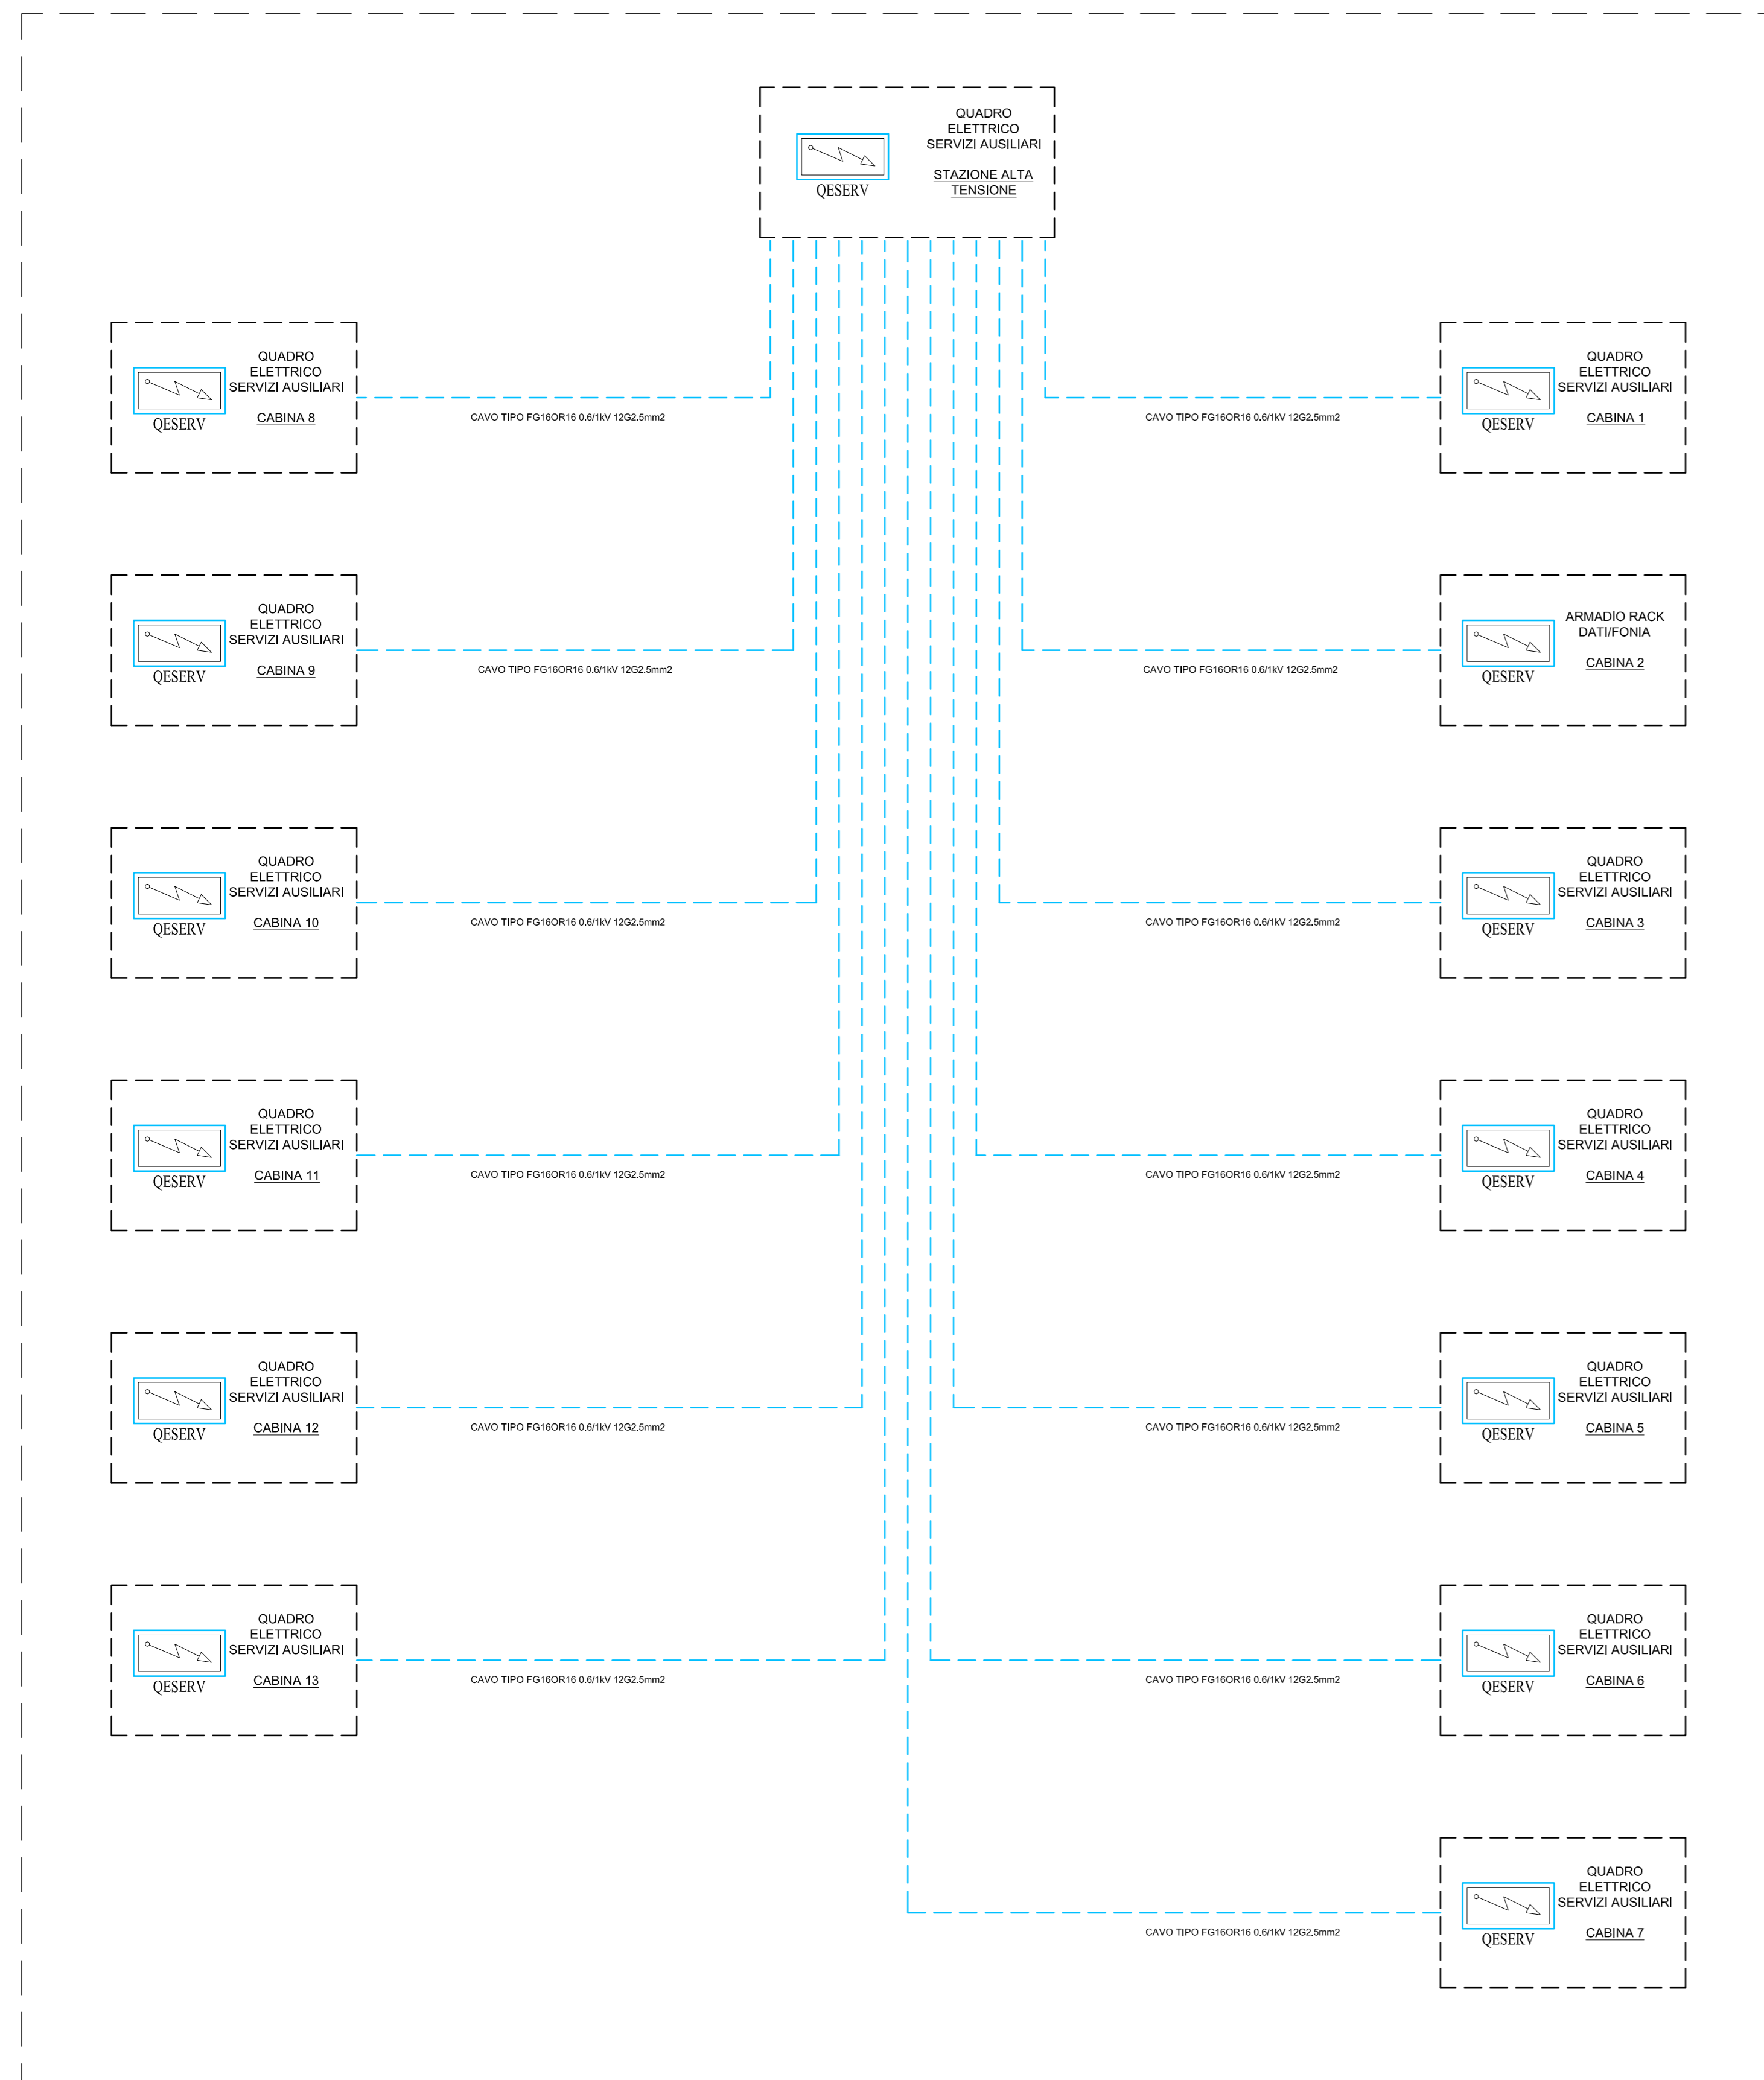 QUADRO
ELETTRICO
SERVIZI AUSILIARI
STAZIONE ALTA
TENSIONE
QESERV
QUADRO
ELETTRICO
SERVIZI AUSILIARI
CABINA 8
QESERV
CAVO TIPO FG16OR16 0.6/1kV 12G2.5mm2
CAVO TIPO FG16OR16 0.6/1kV 12G2.5mm2
QUADRO
ELETTRICO
SERVIZI AUSILIARI
CABINA 1
QESERV
QUADRO
ELETTRICO
SERVIZI AUSILIARI
CABINA 9
QESERV
CAVO TIPO FG16OR16 0.6/1kV 12G2.5mm2
CAVO TIPO FG16OR16 0.6/1kV 12G2.5mm2
ARMADIO RACK
DATI/FONIA
CABINA 2
QESERV
QUADRO
ELETTRICO
SERVIZI AUSILIARI
CABINA 10
QESERV
CAVO TIPO FG16OR16 0.6/1kV 12G2.5mm2
CAVO TIPO FG16OR16 0.6/1kV 12G2.5mm2
QUADRO
ELETTRICO
SERVIZI AUSILIARI
CABINA 3
QESERV
QUADRO
ELETTRICO
SERVIZI AUSILIARI
CABINA 11
QESERV
CAVO TIPO FG16OR16 0.6/1kV 12G2.5mm2
CAVO TIPO FG16OR16 0.6/1kV 12G2.5mm2
QUADRO
ELETTRICO
SERVIZI AUSILIARI
CABINA 4
QESERV
QUADRO
ELETTRICO
SERVIZI AUSILIARI
CABINA 12
QESERV
CAVO TIPO FG16OR16 0.6/1kV 12G2.5mm2
CAVO TIPO FG16OR16 0.6/1kV 12G2.5mm2
QUADRO
ELETTRICO
SERVIZI AUSILIARI
CABINA 5
QESERV
QUADRO
ELETTRICO
SERVIZI AUSILIARI
CABINA 13
QESERV
CAVO TIPO FG16OR16 0.6/1kV 12G2.5mm2
CAVO TIPO FG16OR16 0.6/1kV 12G2.5mm2
QUADRO
ELETTRICO
SERVIZI AUSILIARI
CABINA 6
QESERV
CAVO TIPO FG16OR16 0.6/1kV 12G2.5mm2
QUADRO
ELETTRICO
SERVIZI AUSILIARI
CABINA 7
QESERV